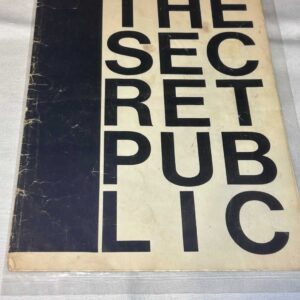 THE
SEC
RET
PUB
LIC